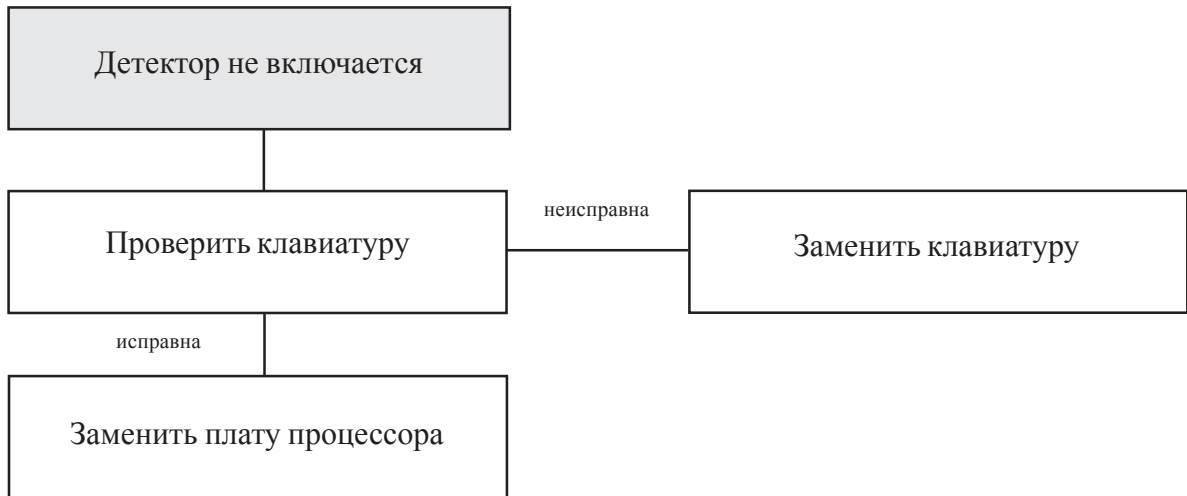 Детектор не включается
Проверить клавиатуру
неисправна
Заменить клавиатуру
исправна
Заменить плату процессора